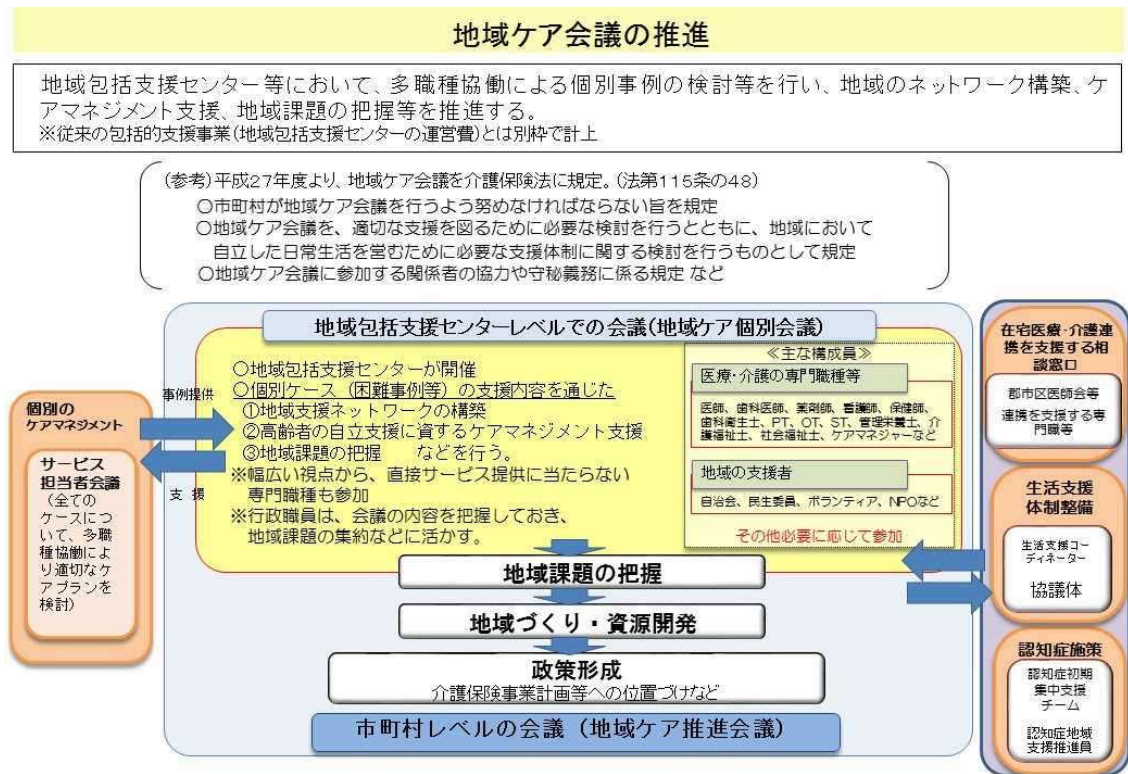 地域ケア会議の推進
地域包括支援センター等において、多職種協働による個別事例の検討等を行い、地域のネットワーク構築、ケ
アマネジメント支援、地域課題の把握等を推進する。
※従来の包括的支援事業(地域包括支援センターの運営費)とは別枠で計上
(参考)平成27年度より、地域ケア会議を介護保険法に規定。(法第115条の48)
○市町村が地域ケア会議を行うよう努めなければならない旨を規定
○地域ケア会議を、適切な支援を図るために必要な検討を行うとともに、地域において
自立した日常生活を営むために必要な支援体制に関する検討を行うものとして規定
○地域ケア会議に参加する関係者の協力や守秘義務に係る規定 など
地域包括支援センターレベルでの会議(地域ケア個別会議)
○地域包括支援センターが開催
○個別ケース（困難事例等）の支援内容を通じた
①地域支援ネットワークの構築
②高齢者の自立支援に資するケアマネジメント支援
③地域課題の把握 などを行う。
※幅広い視点から、直接サービス提供に当たらない
専門職種も参加
※行政職員は、会議の内容を把握しておき、
地域課題の集約などに活かす。
≪主な構成員≫
医療・介護の専門職種等
医師、歯科医師、薬剤師、看護師、保健師、
歯科衛生士、PT、OT、ST、管理栄養士、介
護福祉士、社会福祉士、ケアマネジャーなど
地域の支援者
自治会、民生委員、ボランティア、NPOなど
その他必要に応じて参加
事例提供
支 援
個別の
ケアマネジメント
サービス
担当者会議
（全ての
ケースにつ
いて、多職
種協働によ
り適切なケ
アプランを
検討）
地域課題の把握
地域づくり・資源開発
政策形成
介護保険事業計画等への位置づけなど
市町村レベルの会議（地域ケア推進会議）
在宅医療・介護連
携を支援する相
談窓口
郡市区医師会等
連携を支援する専
門職等
生活支援
体制整備
生活支援コー
ディネーター
協議体
認知症施策
認知症初期
集中支援
チーム
認知症地域
支援推進員